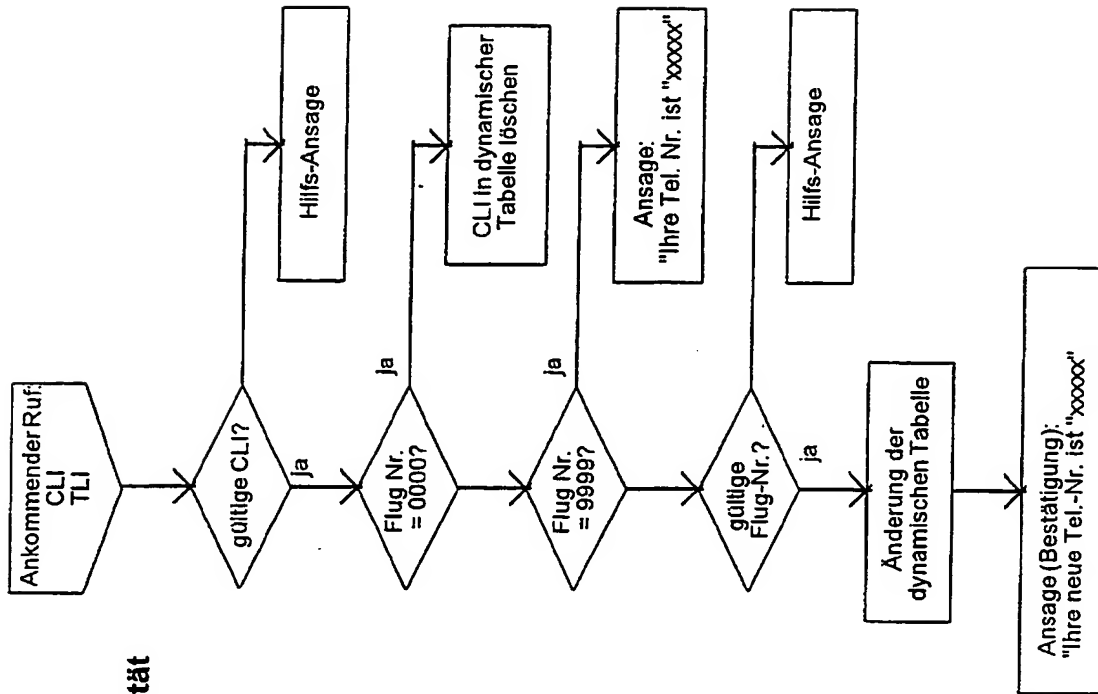 Ankommender Ruf:
CLI
TLI
gültige CLI?
ja
Hilfs-Ansage
Flug Nr.
= 0000?
ja
CLI in dynamischer
Tabelle löschen
Flug Nr.
= 9999?
ja
Ansage:
"Ihre Tel. Nr. ist "xxxxx"
gültige
Flug-Nr.?
ja
Hilfs-Ansage
Änderung der
dynamischen Tabelle
Ansage (Bestätigung):
"Ihre neue Tel.-Nr. ist "xxxxx"
tät